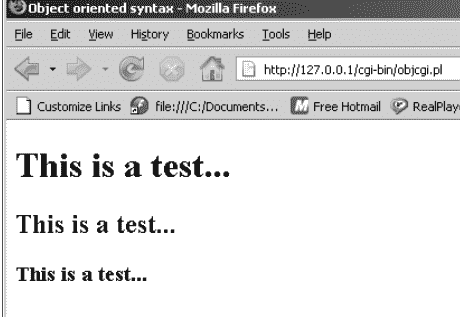 Object oriented syntax - Mozilla Firefox
File Edit View History Bookmarks Tools Help
http://127.0.0.1/cgi-bin/objcgi.pl
Customize Links file:///C:/Documents... Free Hotmail RealPlay
This is a test...
This is a test...
This is a test...